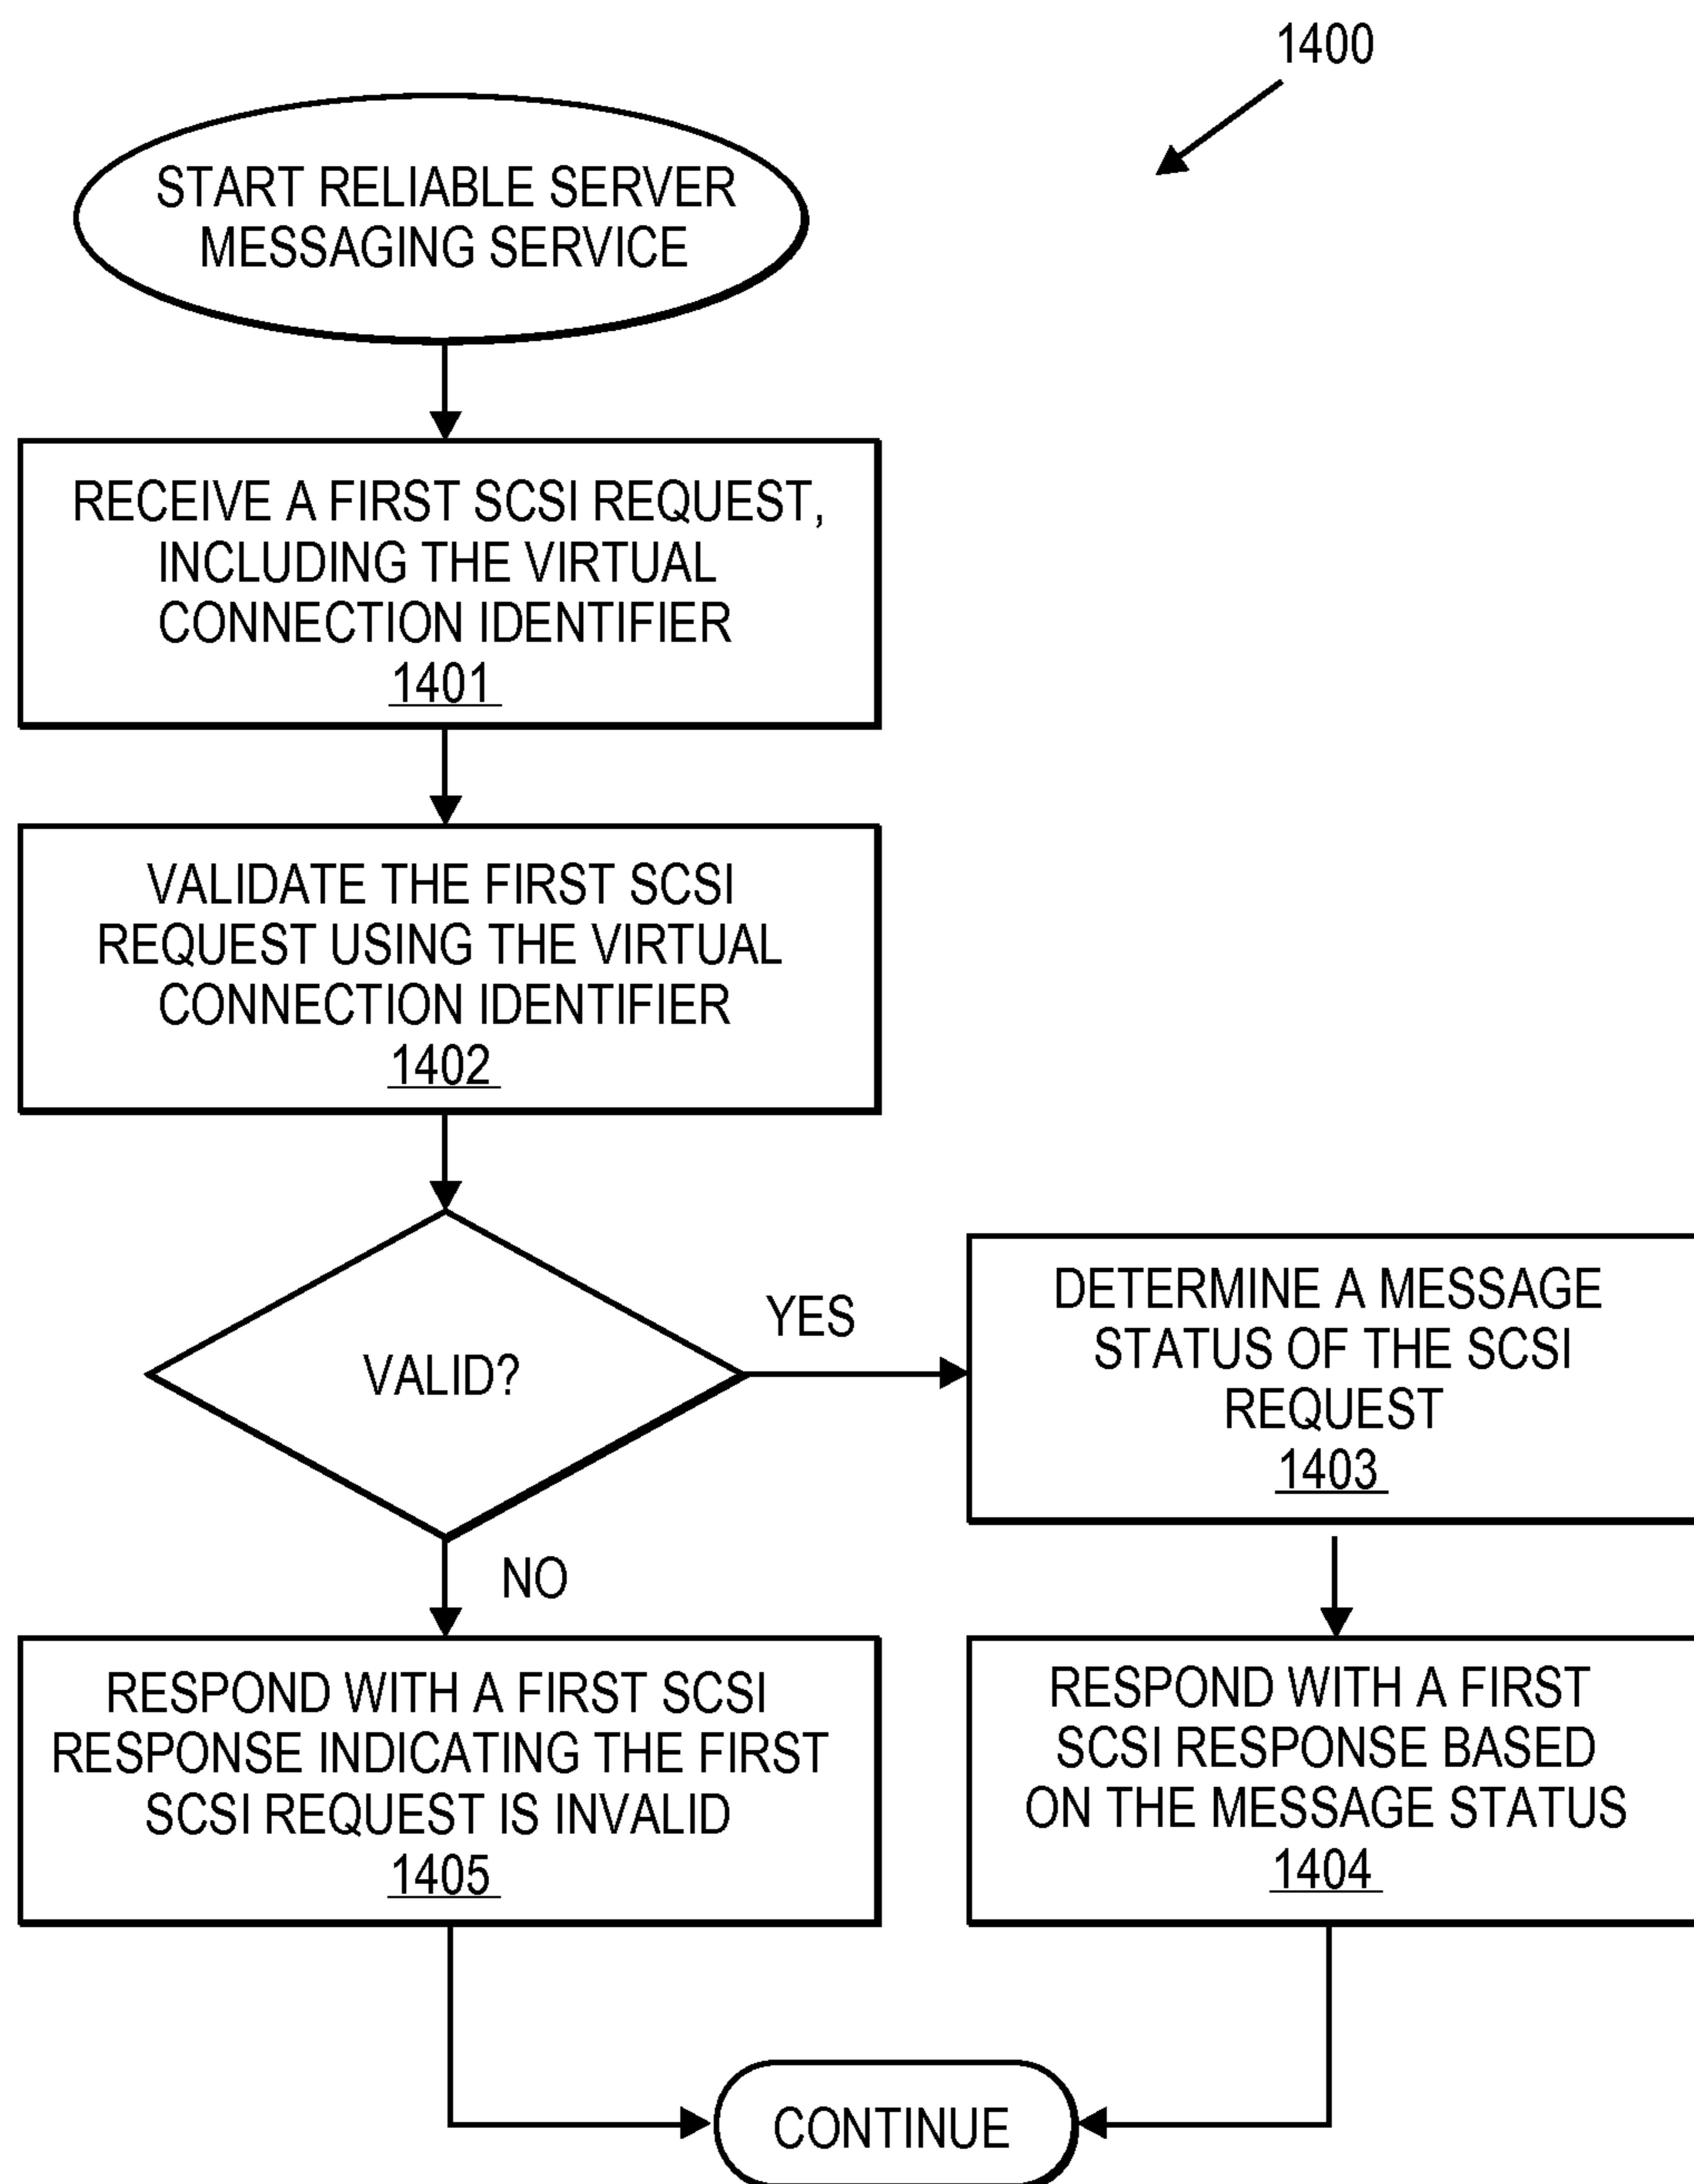 1400
START RELIABLE SERVER
MESSAGING SERVICE
RECEIVE A FIRST SCSI REQUEST,
INCLUDING THE VIRTUAL
CONNECTION IDENTIFIER
1401
VALIDATE THE FIRST SCSI
REQUEST USING THE VIRTUAL
CONNECTION IDENTIFIER
1402
VALID?
YES
NO
DETERMINE A MESSAGE
STATUS OF THE SCSI
REQUEST
1403
RESPOND WITH A FIRST SCSI
RESPONSE INDICATING THE FIRST
SCSI REQUEST IS INVALID
1405
RESPOND WITH A FIRST
SCSI RESPONSE BASED
ON THE MESSAGE STATUS
1404
CONTINUE